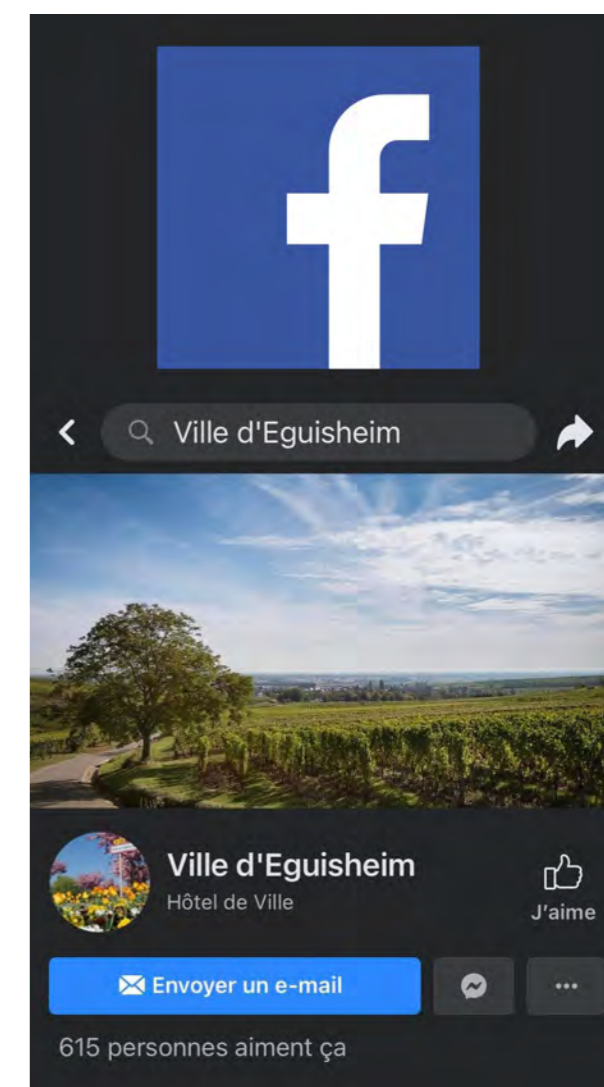 f
Ville d'Eguisheim
Ville d'Eguisheim
Hôtel de Ville
J'aime
Envoyer un e-mail
615 personnes aiment ça